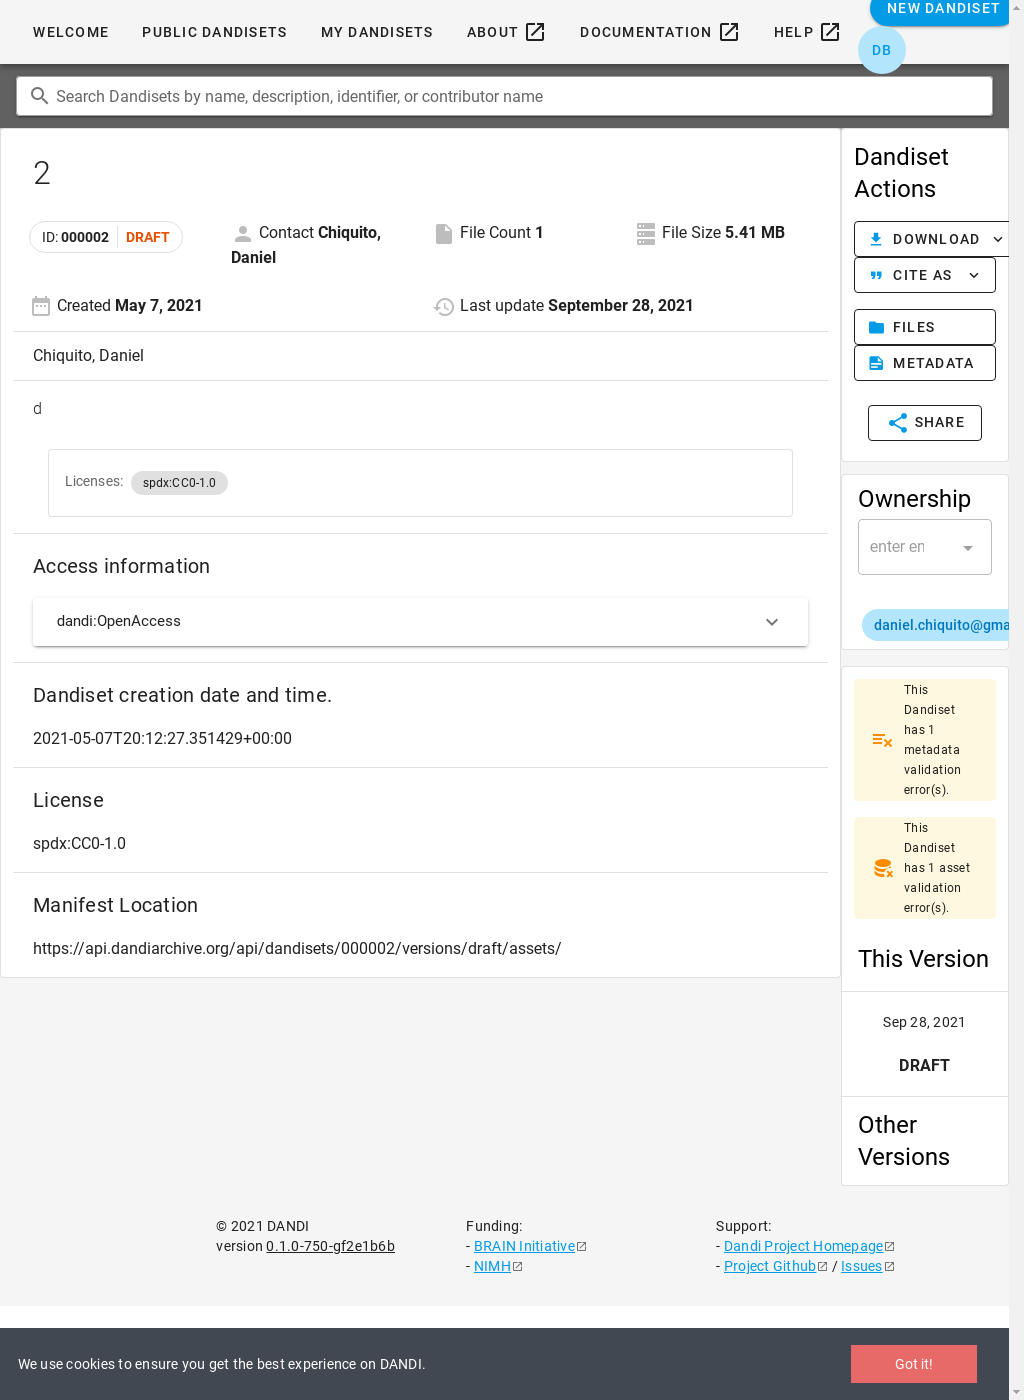 WELCOME PUBLIC DANDISETS MY DANDISETS ABOUT DOCUMENTATION HELP NEW DANDISET
DB
Search Dandisets by name, description, identifier, or contributor name
2
ID: 000002 DRAFT Contact Chiquito, Daniel File Count 1 File Size 5.41 MB
Created May 7, 2021 Last update September 28, 2021
Chiquito, Daniel
d
Licenses: spdx:CC0-1.0
Access information
dandi:OpenAccess
Dandiset creation date and time.
2021-05-07T20:12:27.351429+00:00
License
spdx:CC0-1.0
Manifest Location
https://api.dandiarchive.org/api/dandisets/000002/versions/draft/assets/
Dandiset
Actions
DOWNLOAD
CITE AS
FILES
METADATA
SHARE
Ownership
enter en
daniel.chiquito@gma
This
Dandiset
has 1
metadata
validation
error(s).
This
Dandiset
has 1 asset
validation
error(s).
This Version
Sep 28, 2021
DRAFT
Other
Versions
© 2021 DANDI
version 0.1.0-750-gf2e1b6b
Funding:
- BRAIN Initiative
- NIMH
Support:
- Dandi Project Homepage
- Project Github / Issues
We use cookies to ensure you get the best experience on DANDI.
Got it!